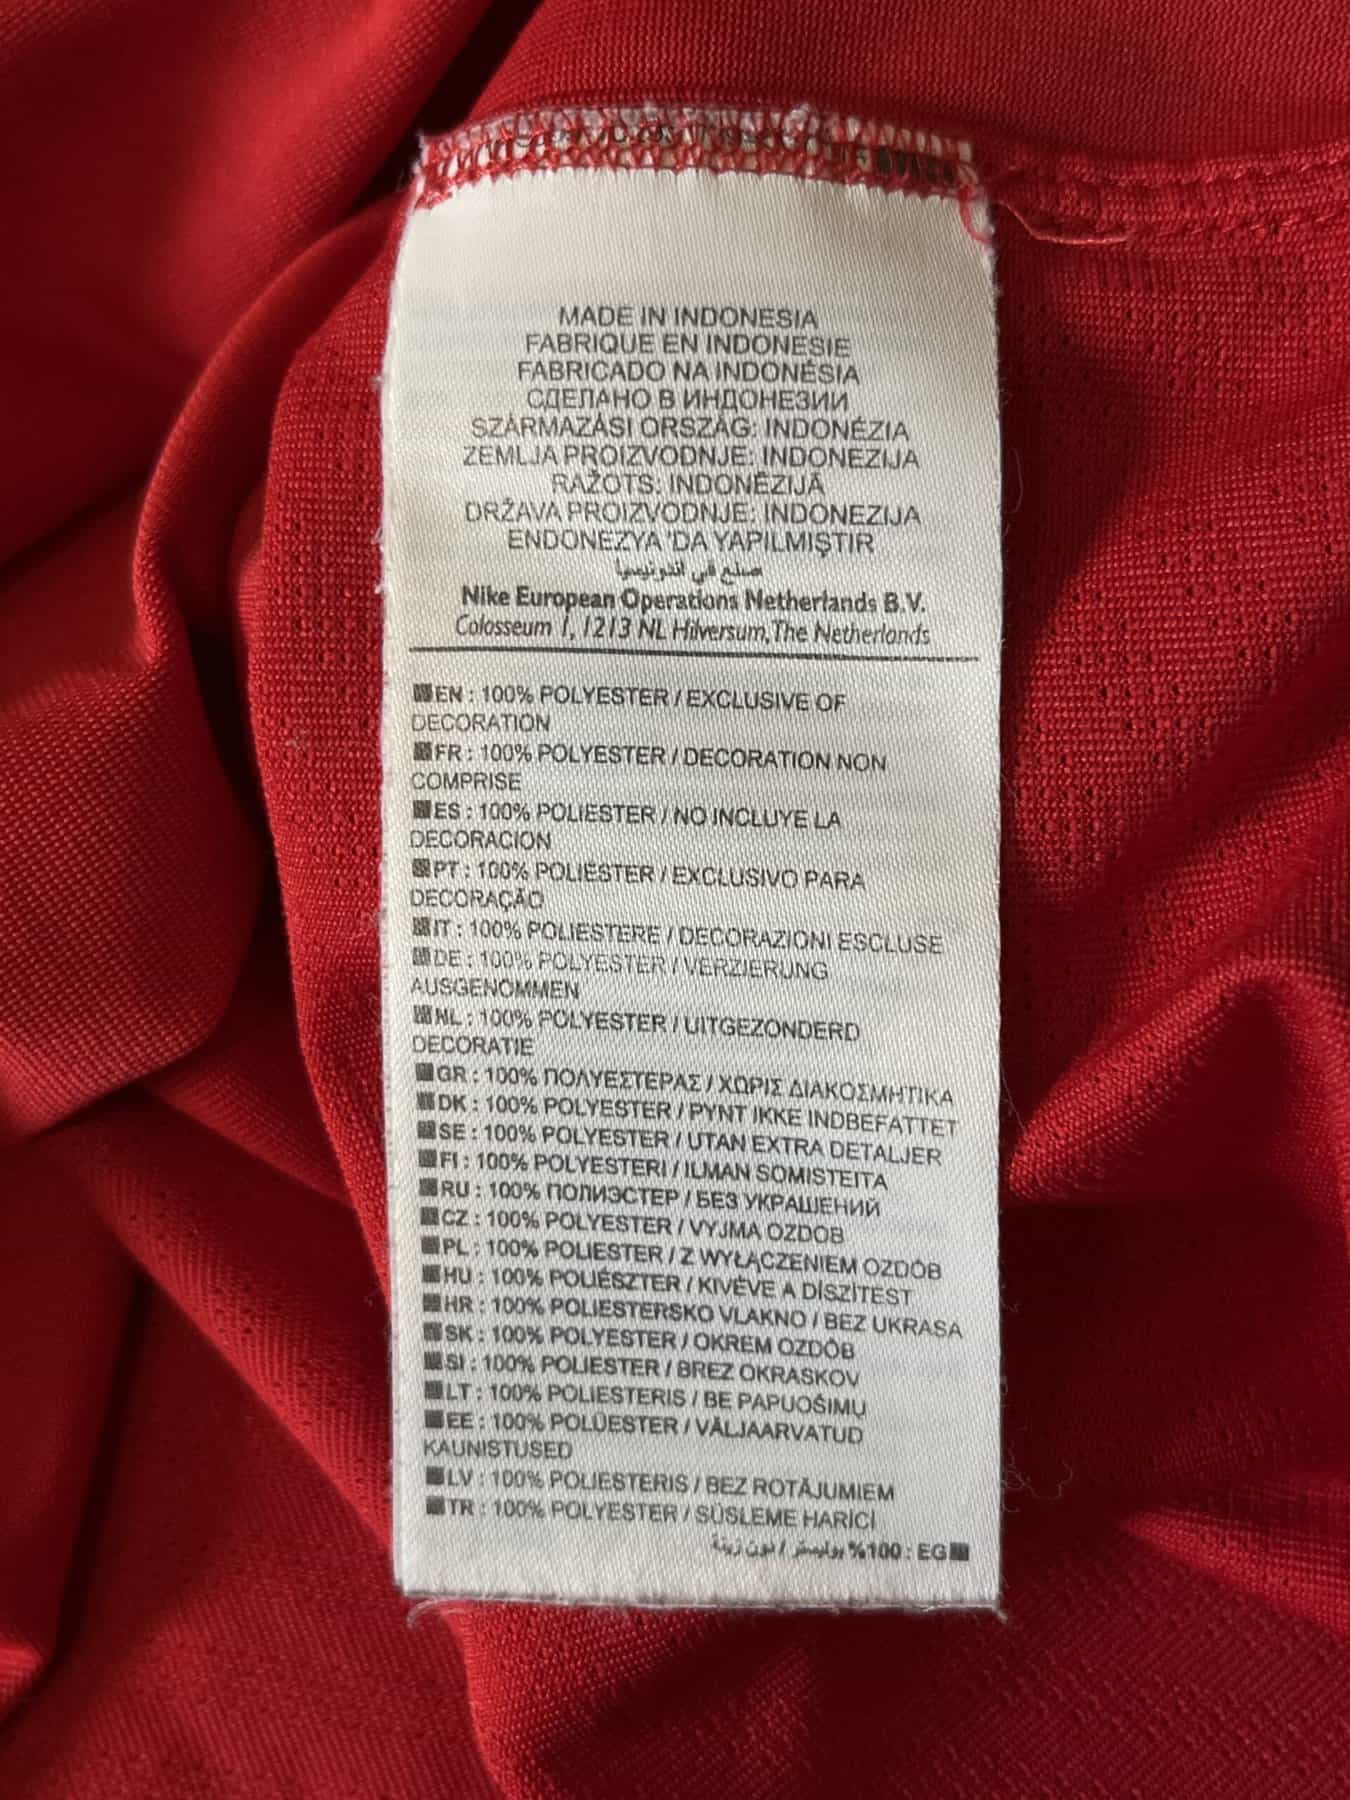 MADE IN INDONESIA
FABRIQUE EN INDONESIE
FABRICADO NA INDONÉSIA
СДЕЛАНО В ИНДОНЕЗИИ
SZÁRMAZÁSI ORSZÁG: INDONÉZIA
ZEMLJA PROIZVODNJE: INDONEZIJA
RAŽOTS: INDONĒZIJĀ
DRŽAVA PROIZVODNJE: INDONEZIJA
ENDONEZYA 'DA YAPILMIŞTIR
صنع في اندونيسيا
Nike European Operations Netherlands B.V.
Colosseum 1, 1213 NL Hilversum, The Netherlands
EN : 100% POLYESTER / EXCLUSIVE OF
DECORATION
FR : 100% POLYESTER / DECORATION NON
COMPRISE
ES : 100% POLIESTER / NO INCLUYE LA
DECORACION
PT : 100% POLIÉSTER / EXCLUSIVO PARA
DECORAÇÃO
IT : 100% POLIESTERE / DECORAZIONI ESCLUSE
DE : 100% POLYESTER / VERZIERUNG
AUSGENOMMEN
NL : 100% POLYESTER / UITGEZONDERD
DECORATIE
GR : 100% ΠΟΛΥΕΣΤΕΡΑΣ / ΧΩΡΙΣ ΔΙΑΚΟΣΜΗΤΙΚΑ
DK : 100% POLYESTER / PYNT IKKE INDBEFATTET
SE : 100% POLYESTER / UTAN EXTRA DETALJER
FI : 100% POLYESTERI / ILMAN SOMISTEITA
RU : 100% ПОЛИЭСТЕР / БЕЗ УКРАШЕНИЙ
CZ : 100% POLYESTER / VYJMA OZDOB
PL : 100% POLIESTER / Z WYŁĄCZENIEM OZDÓB
HU : 100% POLIÉSZTER / KIVÉVE A DÍSZÍTEST
HR : 100% POLIESTERSKO VLAKNO / BEZ UKRASA
SK : 100% POLYESTER / OKREM OZDÔB
SI : 100% POLIESTER / BREZ OKRASKOV
LT : 100% POLIESTERIS / BE PAPUOŠIMŲ
EE : 100% POLÜESTER / VÄLJAARVATUD
KAUNISTUSED
LV : 100% POLIESTERIS / BEZ ROTĀJUMIEM
TR : 100% POLYESTER / SÜSLEME HARİCİ
EG : 100% بوليستر / دون زينة